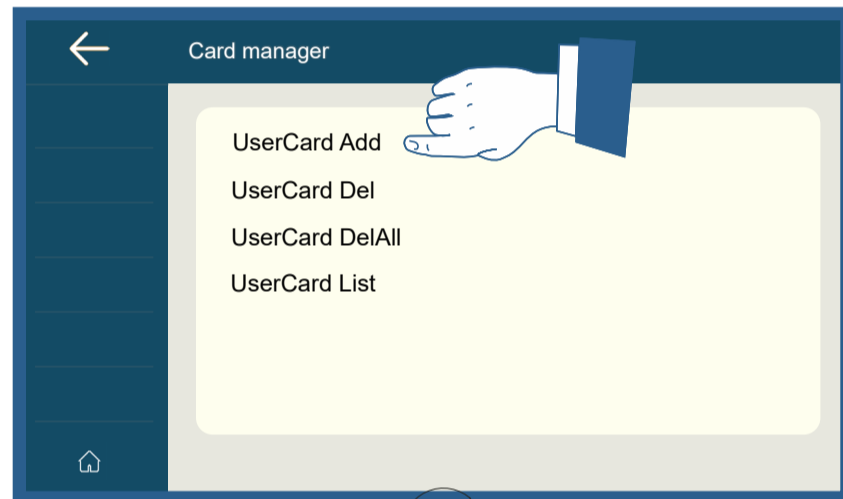 Card manager
UserCard Add
UserCard Del
UserCard DelAll
UserCard List